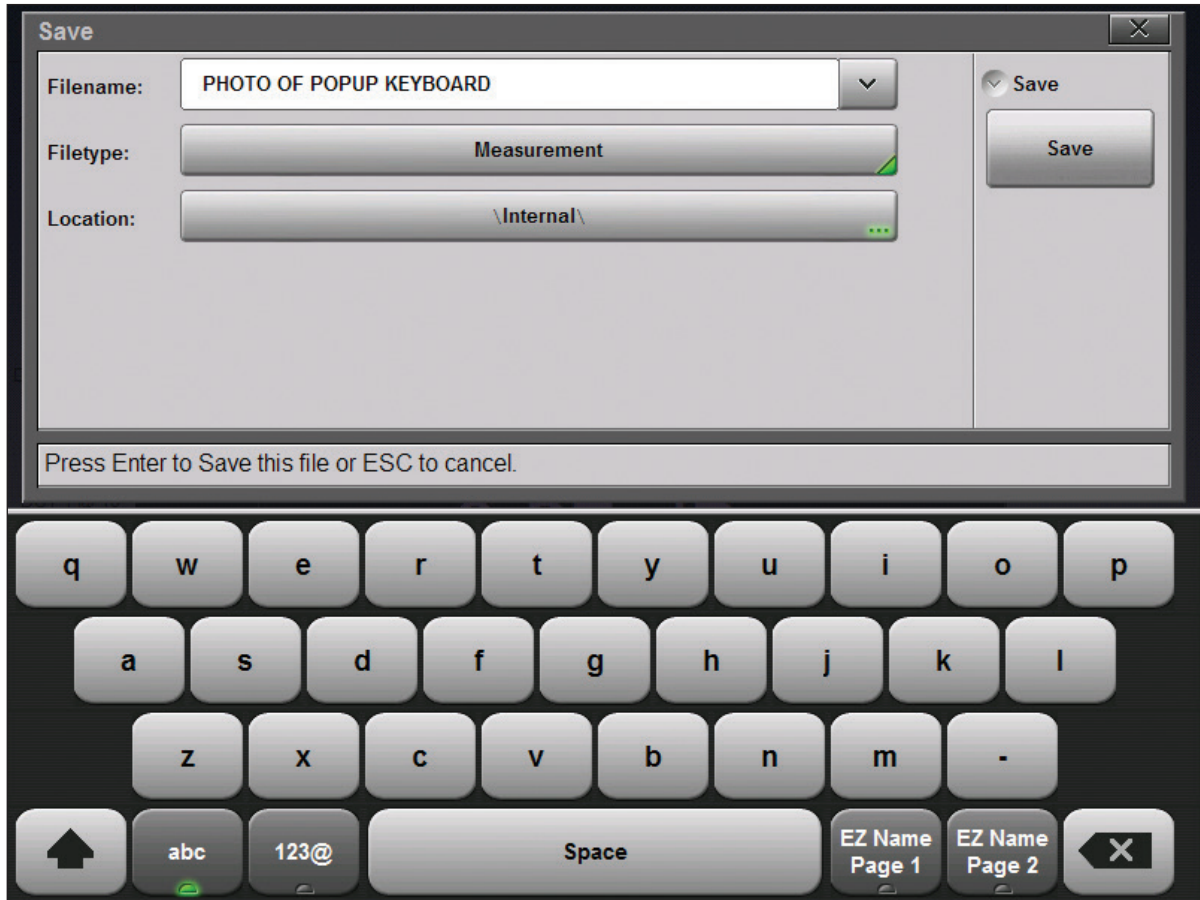 Save
Filename: PHOTO OF POPUP KEYBOARD
Save
Filetype: Measurement
Save
Location: \Internal\
Press Enter to Save this file or ESC to cancel.
q w e r t y u i o p
a s d f g h j k l
z x c v b n m -
abc 123@ Space EZ Name Page 1 EZ Name Page 2